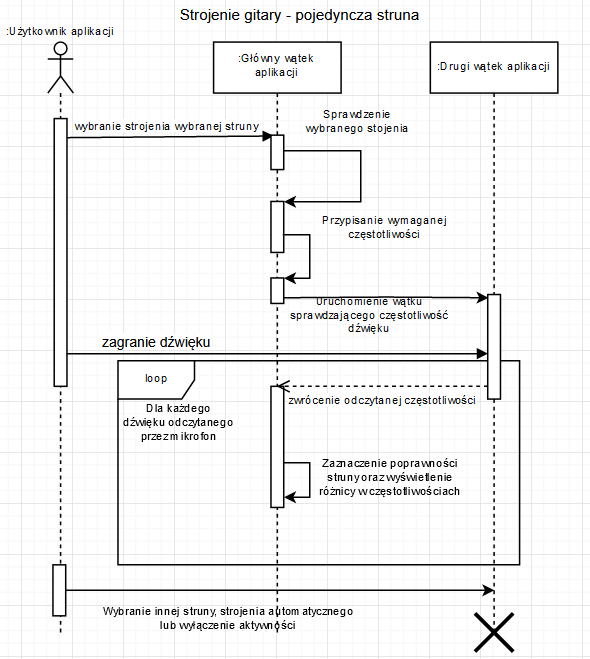 Strojenie gitary - pojedyncza struna
:Użytkownik aplikacji
:Główny wątek
aplikacji
:Drugi wątek aplikacji
Sprawdzenie
wybranego stojenia
wybranie strojenia wybranej struny
Przypisanie wymaganej
częstotliwości
Uruchomienie wątku
sprawdzającego częstotliwość
dźwięku
zagranie dźwięku
loop
zwrócenie odczytanej częstotliwości
Dla każdego
dźwięku odczytanego
przez mikrofon
Zaznaczenie poprawności
struny oraz wyświetlenie
różnicy w częstotliwościach
Wybranie innej struny, strojenia automatycznego
lub wyłączenie aktywności